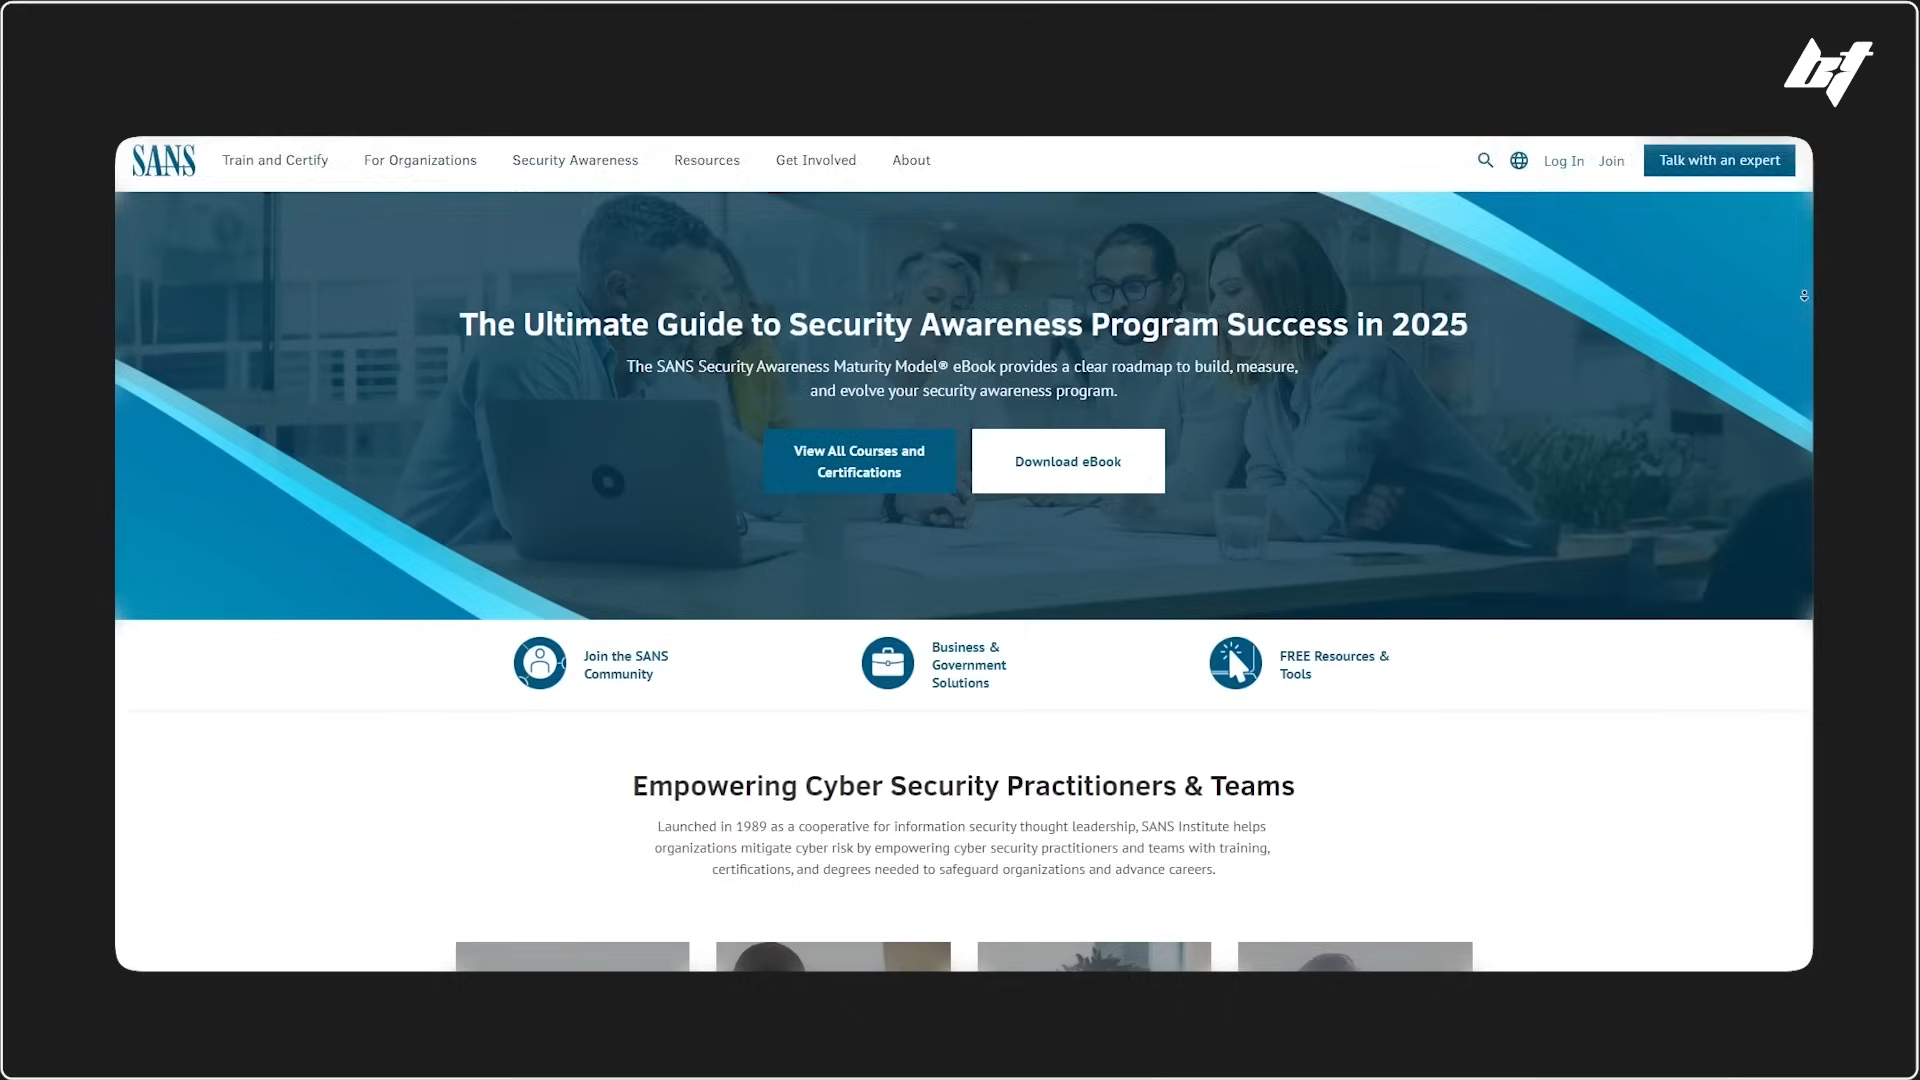 SANS
Train and Certify
For Organizations
Security Awareness
Resources
Get Involved
About
Log In
Join
Talk with an expert
The Ultimate Guide to Security Awareness Program Success in 2025
The SANS Security Awareness Maturity Model® eBook provides a clear roadmap to build, measure,
and evolve your security awareness program.
View All Courses and
Certifications
Download eBook
Join the SANS
Community
Business &
Government
Solutions
FREE Resources &
Tools
Empowering Cyber Security Practitioners & Teams
Launched in 1989 as a cooperative for information security thought leadership, SANS Institute helps
organizations mitigate cyber risk by empowering cyber security practitioners and teams with training,
certifications, and degrees needed to safeguard organizations and advance careers.